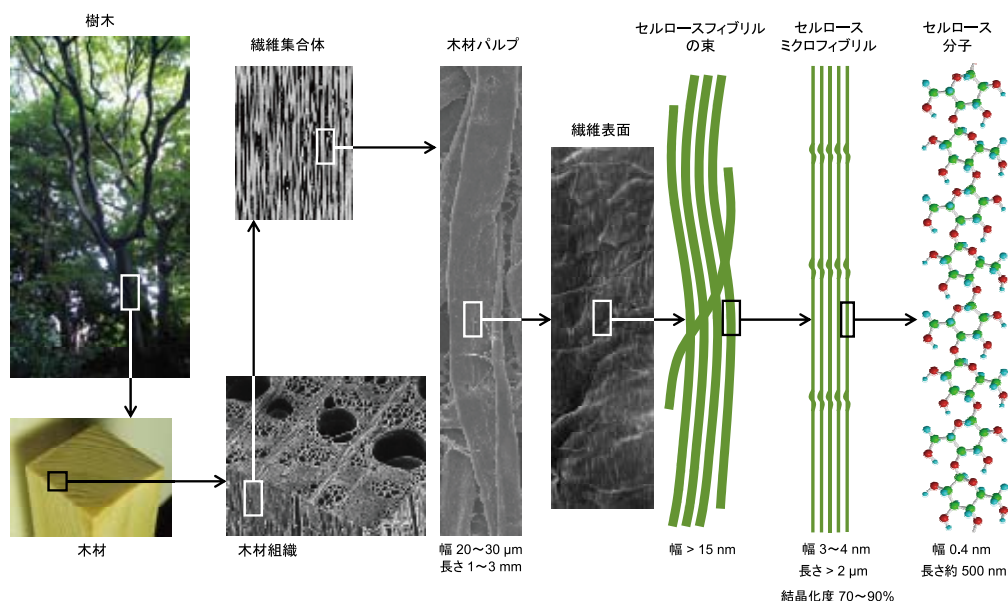 樹木
繊維集合体
木材パルプ
セルロースフィブリル
の束
セルロース
ミクロフィブリル
セルロース
分子
繊維表面
木材
木材組織
幅 20～30 μm
長さ 1～3 mm
幅 > 15 nm
幅 3～4 nm
長さ > 2 μm
結晶化度 70～90%
幅 0.4 nm
長さ約 500 nm